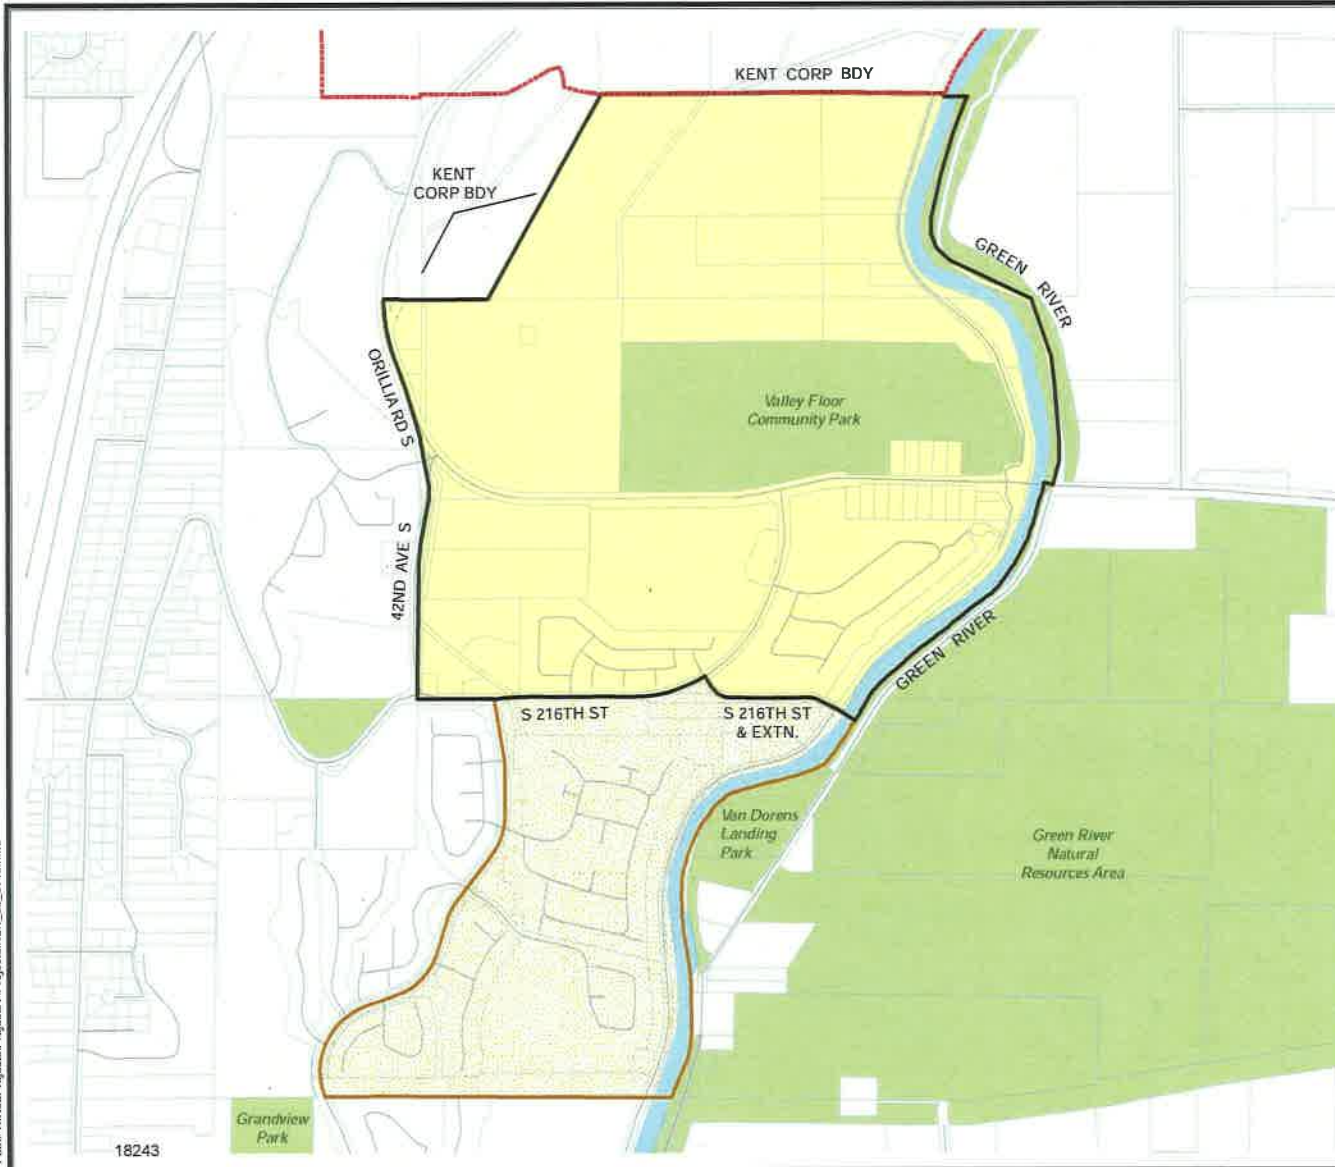 KENT CORP BDY
KENT
CORP BDY
GREEN RIVER
ORILLIA RD S
Valley Floor
Community Park
42ND AVE S
GREEN RIVER
S 216TH ST
S 216TH ST
& EXTN.
Van Dorens
Landing
Park
Green River
Natural
Resources Area
Grandview
Park
18243